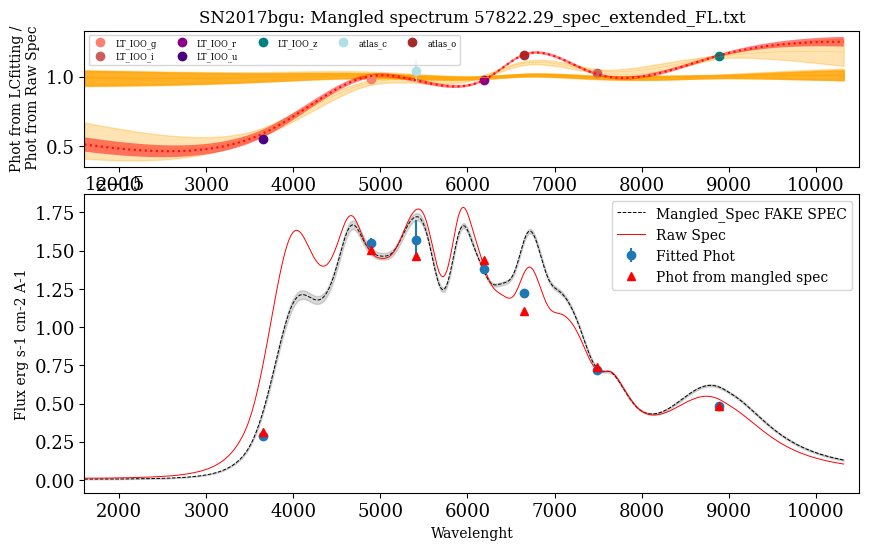 SN2017bgu: Mangled spectrum 57822.29_spec_extended_FL.txt
Phot from LCfitting /
Phot from Raw Spec
1.0
0.5
LT_IOO_g LT_IOO_r LT_IOO_z atlas_c atlas_o
LT_IOO_i LT_IOO_u
2000 3000 4000 5000 6000 7000 8000 9000 10000
1e−15
Flux erg s-1 cm-2 A-1
1.75
1.50
1.25
1.00
0.75
0.50
0.25
0.00
Mangled_Spec FAKE SPEC
Raw Spec
Fitted Phot
Phot from mangled spec
2000 3000 4000 5000 6000 7000 8000 9000 10000
Wavelenght